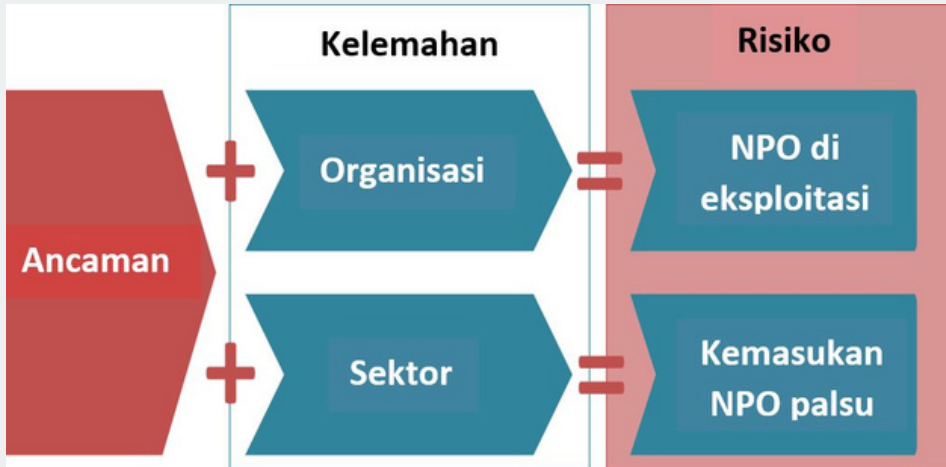 Kelemahan
Risiko
Ancaman
+
Organisasi
=
NPO di
eksploitasi
+
Sektor
=
Kemasukan
NPO palsu